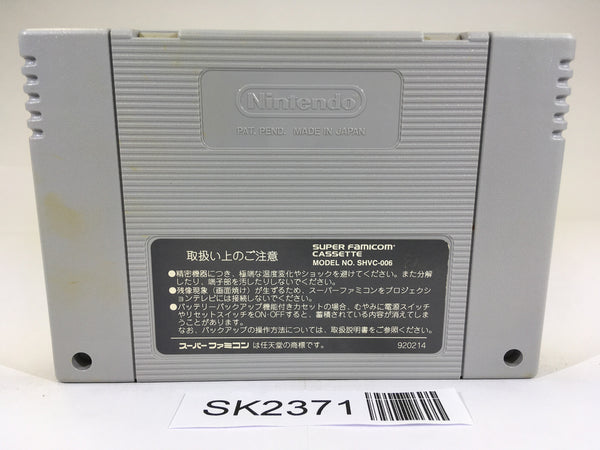 Nintendo
PAT. PEND. MADE IN JAPAN
取扱い上のご注意
SUPER FAMICOM
CASSETTE
MODEL NO. SHVC-006
●精密機器につき、極端な温度変化やショックを避けてください。また分解
したり、端子部を汚したりしないでください。
●残像現象(画面焼け)が生ずるため、スーパーファミコンをプロジェクシ
ョンテレビには接続しないでください。
●バッテリーバックアップ機能付きカセットの場合、むやみに電源スイッチ
やリセットスイッチをON-OFFすると、蓄積されている内容が消えてしま
うことがあります。
なお、バックアップの操作方法については、取扱説明書をご参照ください。
スーパーファミコン は任天堂の商標です。
920214
SK2371